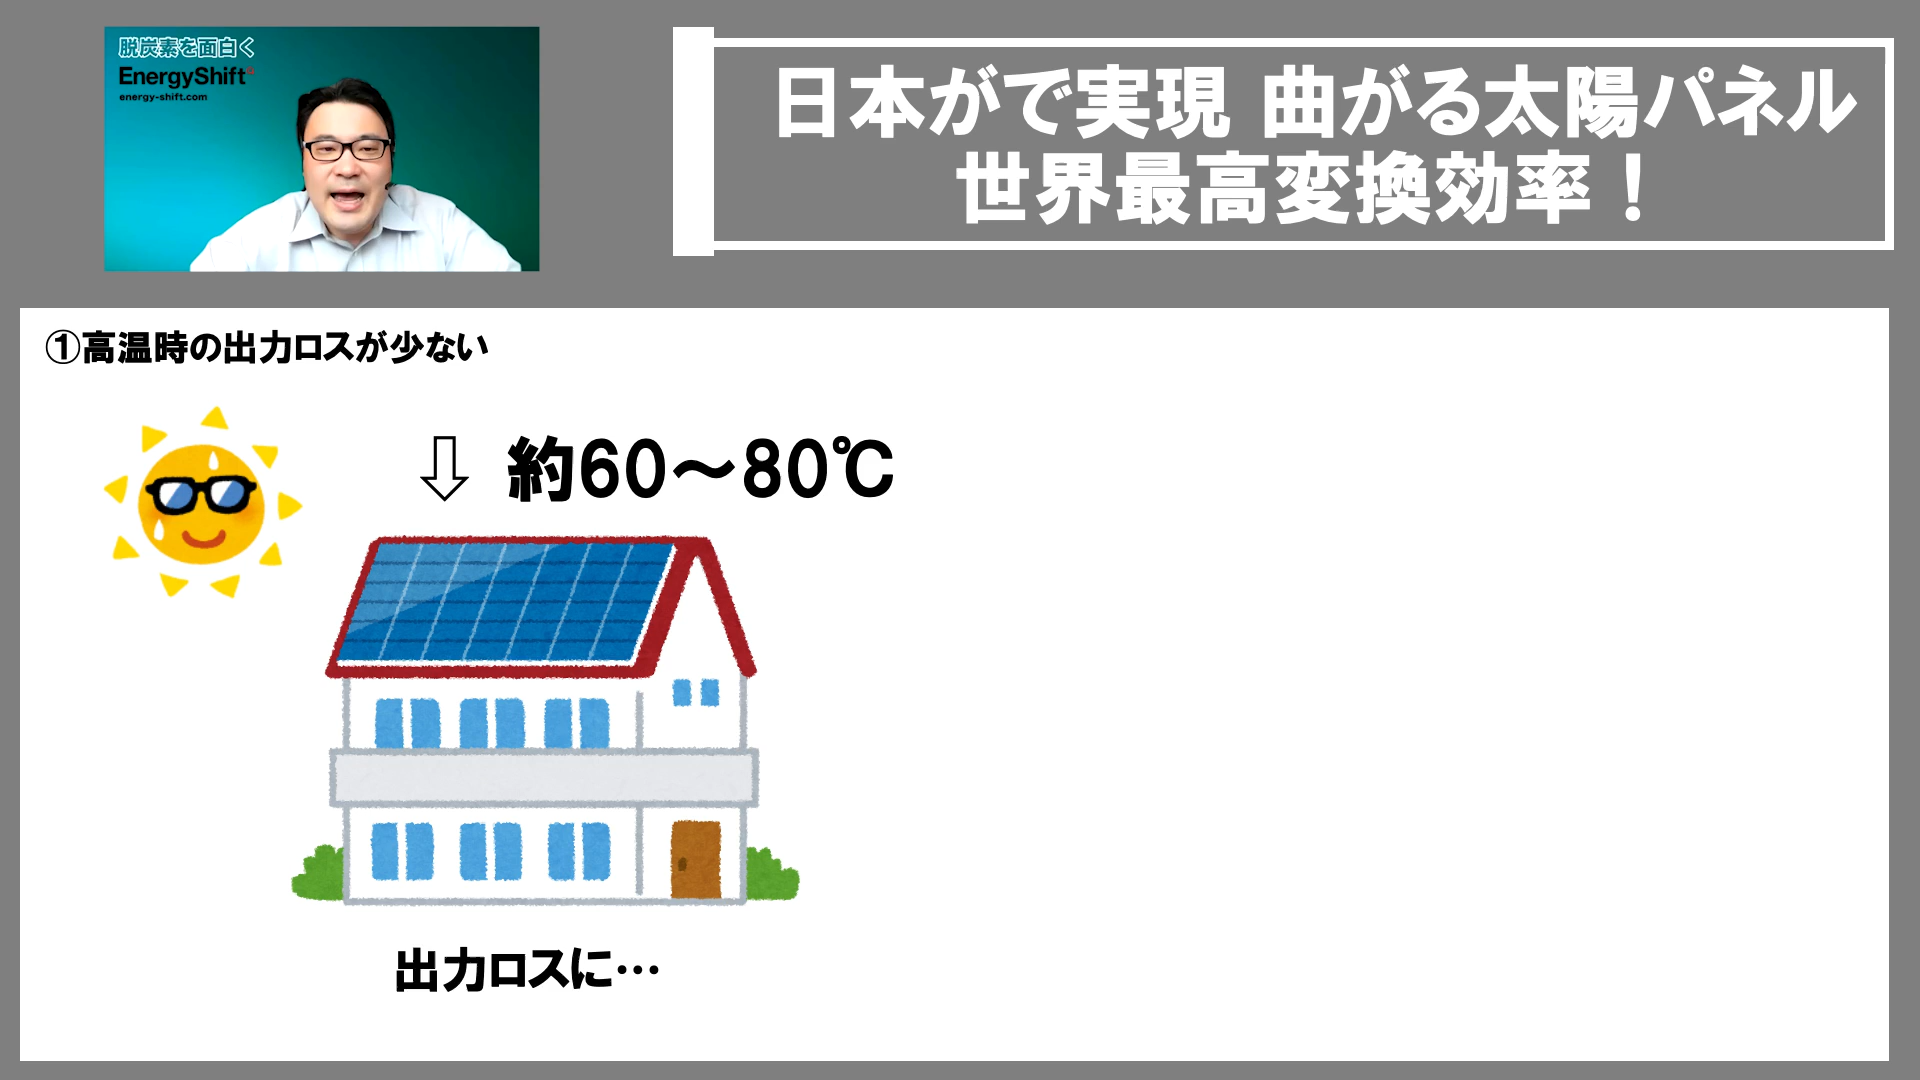 脱炭素を面白く
EnergyShift
energy-shift.com
日本がで実現 曲がる太陽パネル
世界最高変換効率！
①高温時の出力ロスが少ない
⇩ 約60～80℃
出力ロスに…